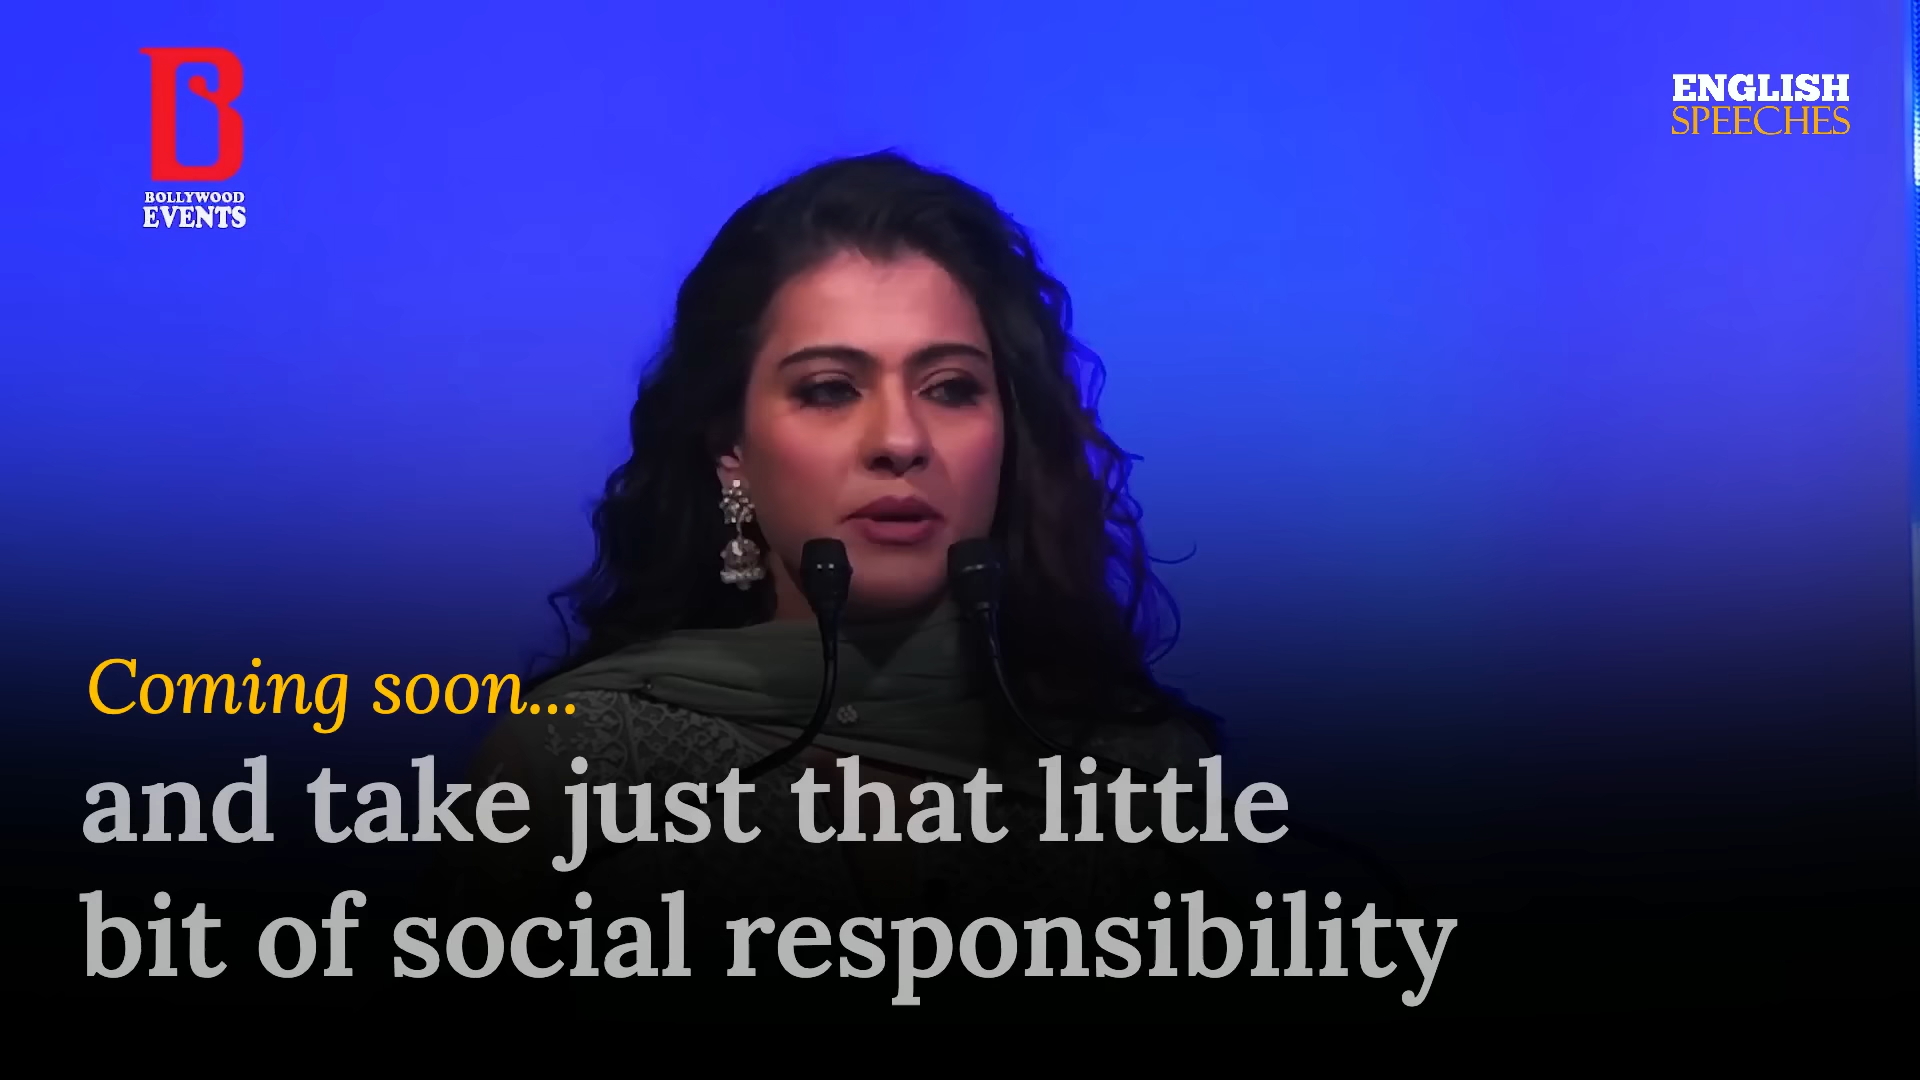 B
BOLLYWOOD
EVENTS
ENGLISH
SPEECHES
Coming soon...
and take just that little
bit of social responsibility